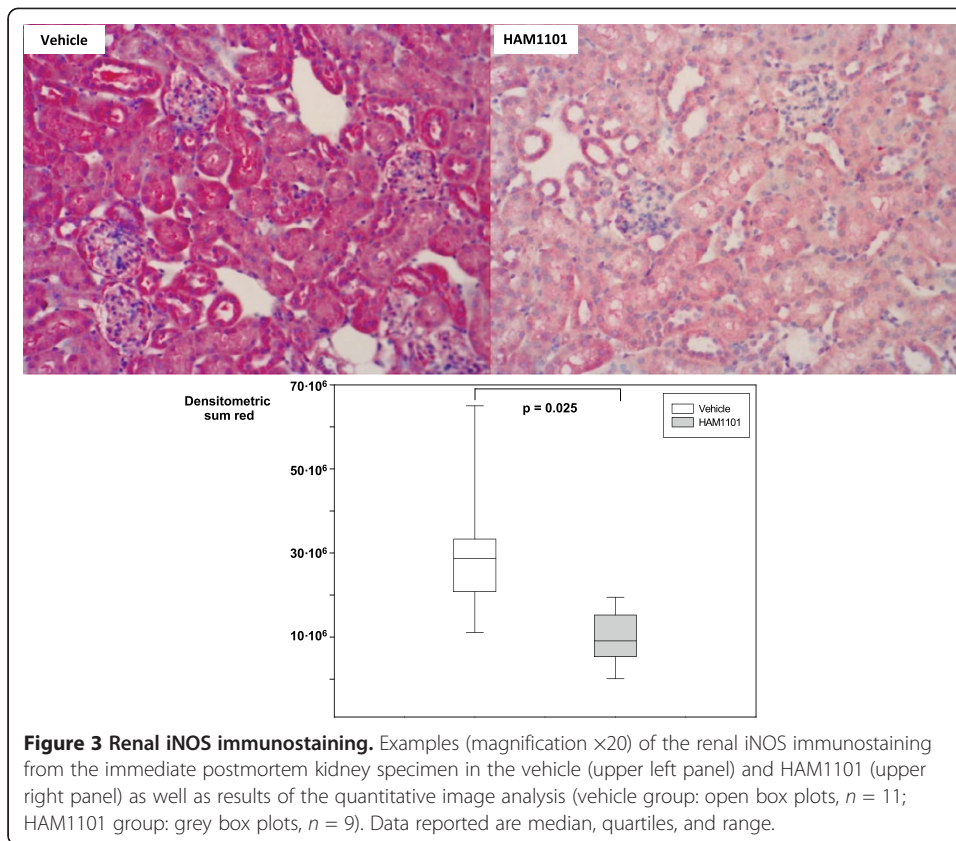 Vehicle
HAM1101
Densitometric
sum red
70·10⁶
p = 0.025
Vehicle
HAM1101
50·10⁶
30·10⁶
10·10⁶
Figure 3 Renal iNOS immunostaining. Examples (magnification ×20) of the renal iNOS immunostaining
from the immediate postmortem kidney specimen in the vehicle (upper left panel) and HAM1101 (upper
right panel) as well as results of the quantitative image analysis (vehicle group: open box plots, n = 11;
HAM1101 group: grey box plots, n = 9). Data reported are median, quartiles, and range.